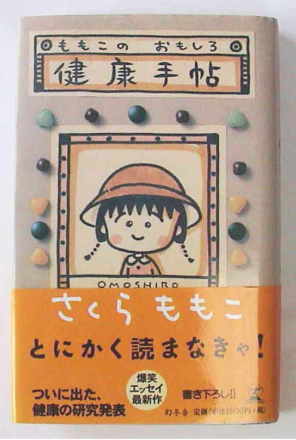 ももこの おもしろ
健康手帖
OMOSHIRO
さくらももこ
とにかく読まなきゃ!
爆笑
エッセイ
最新作
書き下ろし!!
ついに出た、
健康の研究発表
幻冬舎